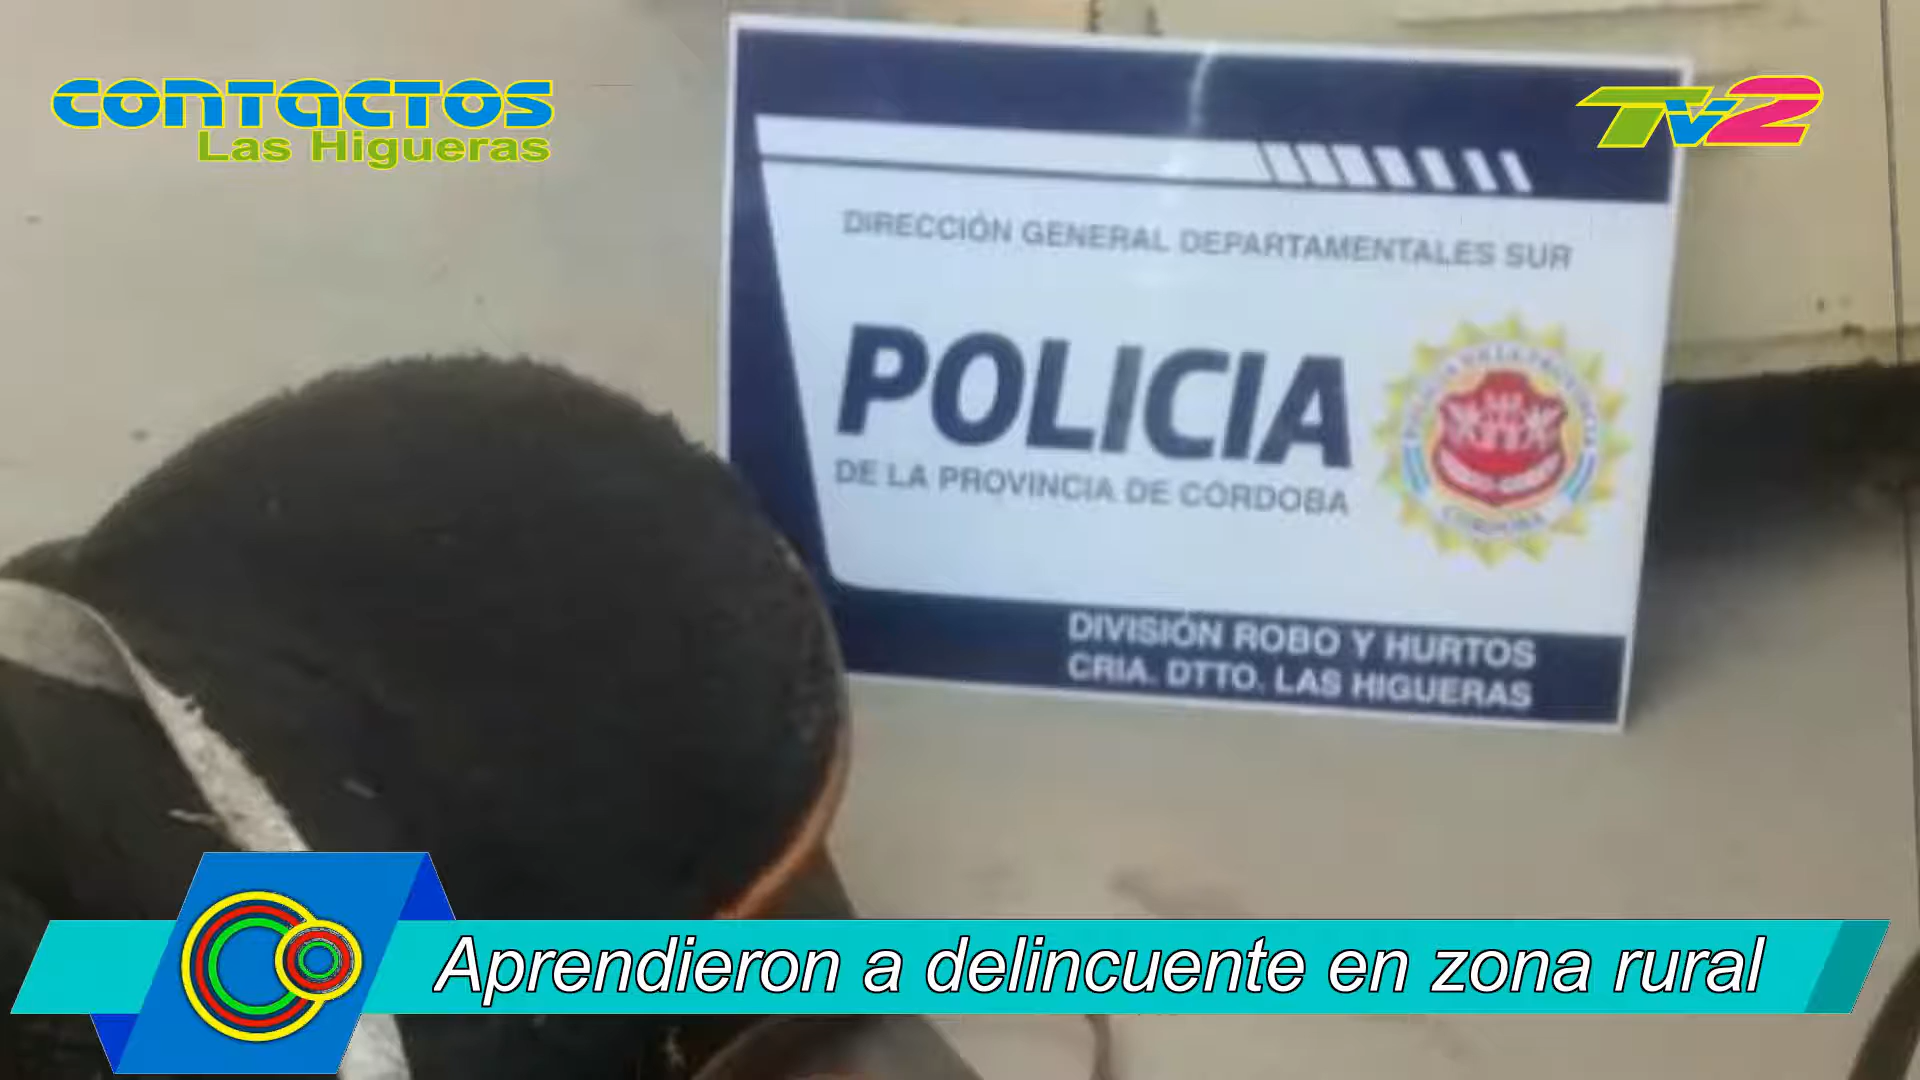 CONTACTOS
Las Higueras
TV2
DIRECCIÓN GENERAL DEPARTAMENTALES SUR
POLICIA
DE LA PROVINCIA DE CÓRDOBA
CÓRDOBA
DIVISIÓN ROBO Y HURTOS
CRIA. DTTO. LAS HIGUERAS
Aprendieron a delincuente en zona rural